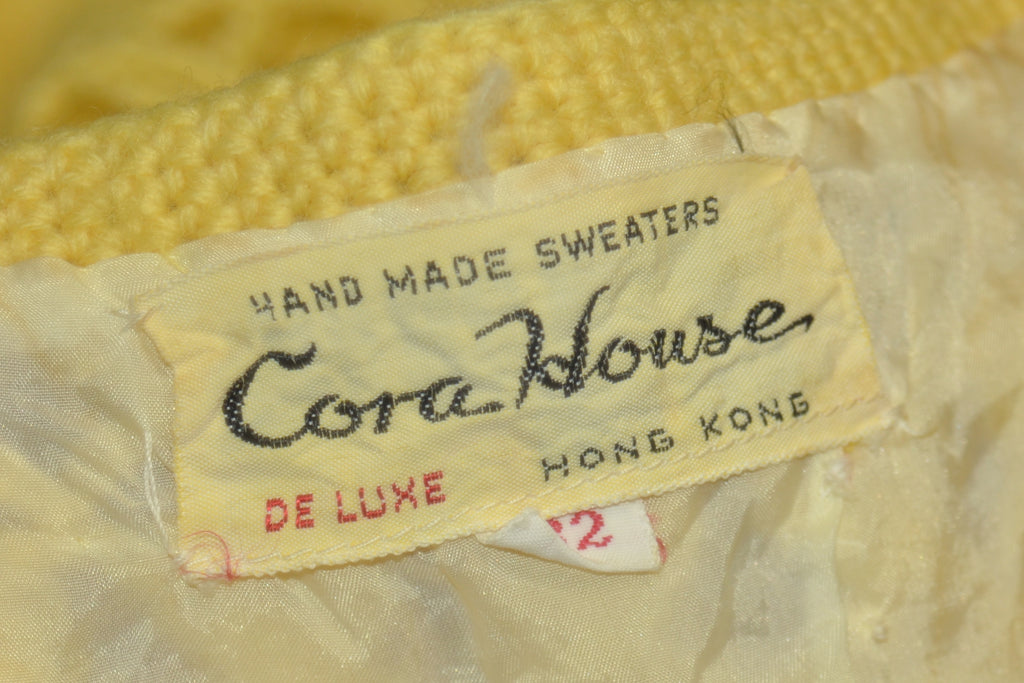 HAND MADE SWEATERS
Cora House
DE LUXE HONG KONG